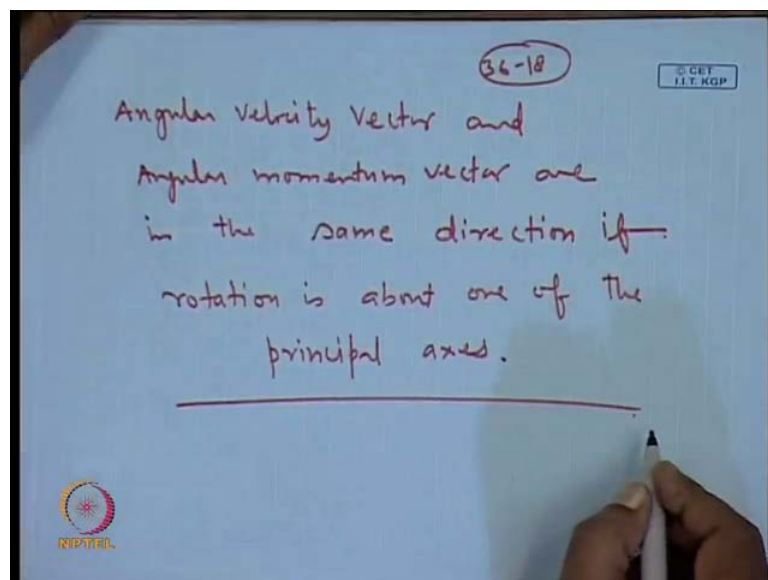 36-18
© CET
I.I.T. KGP
Angular velocity vector and
Angular momentum vector are
in the same direction if
rotation is about one of the
principal axes.
NPTEL